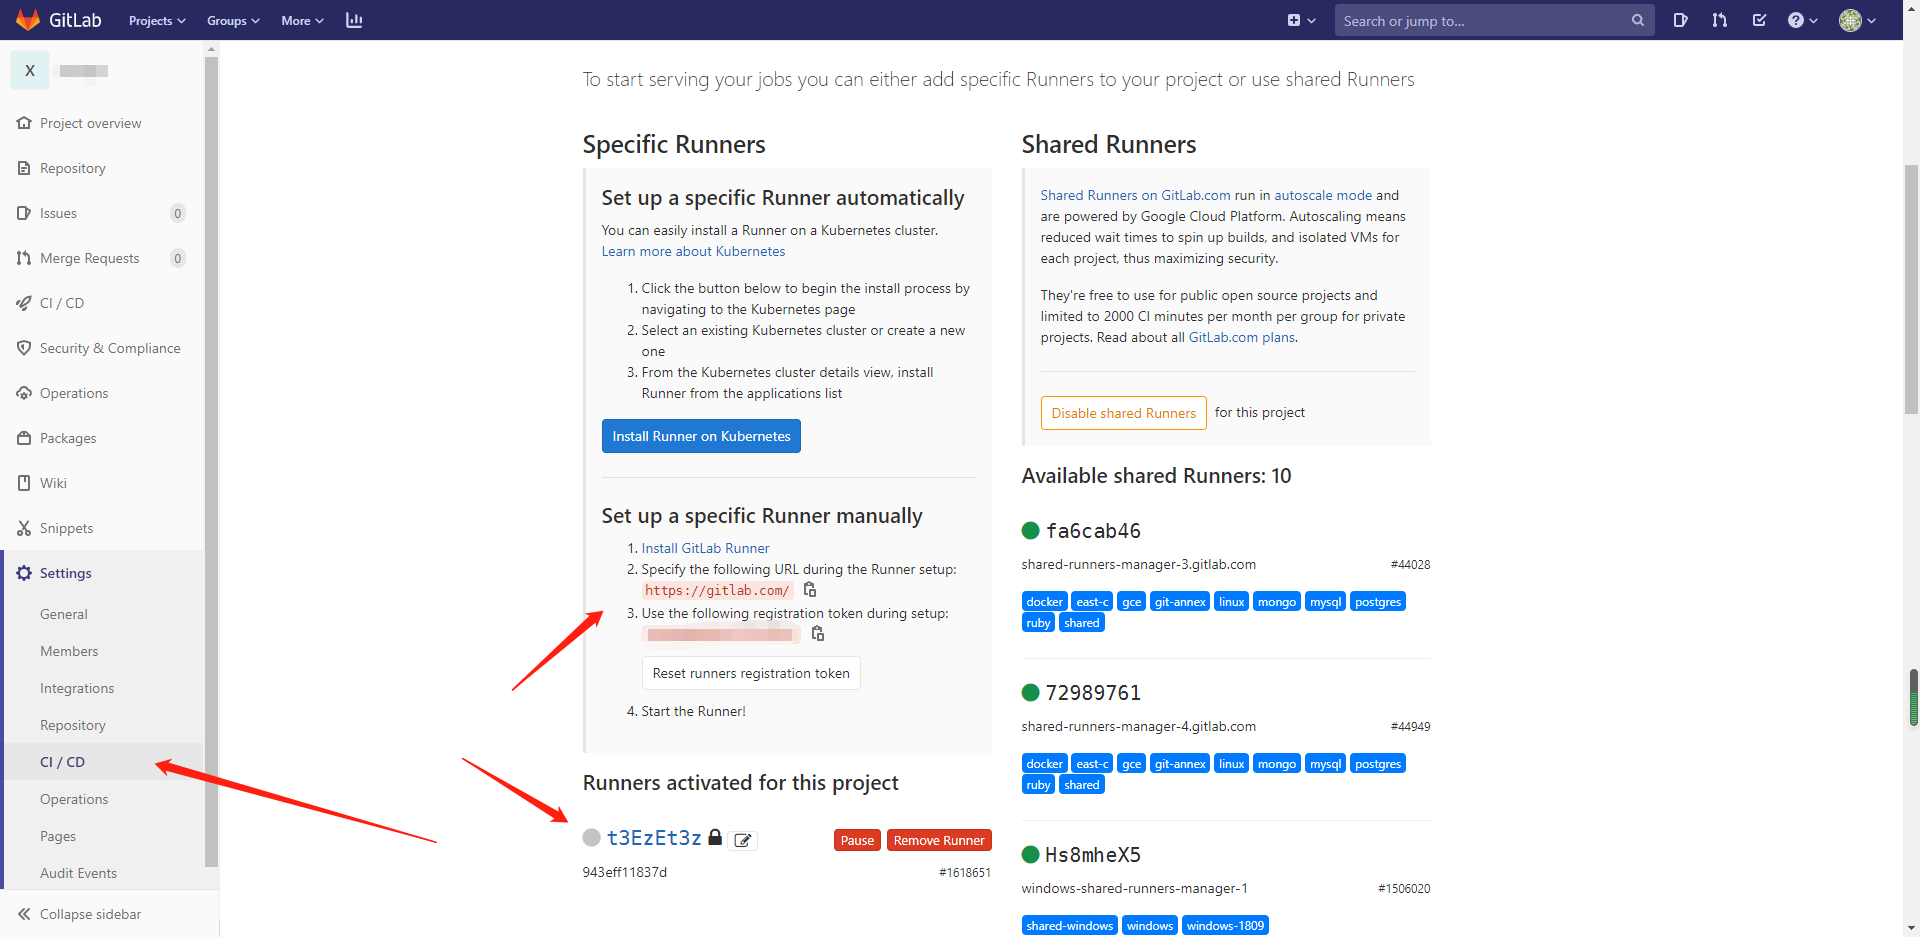 GitLab
Projects
Groups
More
Search or jump to...
X
Project overview
Repository
Issues 0
Merge Requests 0
CI / CD
Security & Compliance
Operations
Packages
Wiki
Snippets
Settings
General
Members
Integrations
Repository
CI / CD
Operations
Pages
Audit Events
Collapse sidebar
To start serving your jobs you can either add specific Runners to your project or use shared Runners
Specific Runners
Set up a specific Runner automatically
You can easily install a Runner on a Kubernetes cluster.
Learn more about Kubernetes
1. Click the button below to begin the install process by
navigating to the Kubernetes page
2. Select an existing Kubernetes cluster or create a new
one
3. From the Kubernetes cluster details view, install
Runner from the applications list
Install Runner on Kubernetes
Set up a specific Runner manually
1. Install GitLab Runner
2. Specify the following URL during the Runner setup:
https://gitlab.com/
3. Use the following registration token during setup:
Reset runners registration token
4. Start the Runner!
Runners activated for this project
t3EzEt3z
Pause
Remove Runner
943eff11837d
#1618651
Shared Runners
Shared Runners on GitLab.com run in autoscale mode and
are powered by Google Cloud Platform. Autoscaling means
reduced wait times to spin up builds, and isolated VMs for
each project, thus maximizing security.
They're free to use for public open source projects and
limited to 2000 CI minutes per month per group for private
projects. Read about all GitLab.com plans.
Disable shared Runners for this project
Available shared Runners: 10
fa6cab46
shared-runners-manager-3.gitlab.com #44028
docker east-c gce git-annex linux mongo mysql postgres
ruby shared
72989761
shared-runners-manager-4.gitlab.com #44949
docker east-c gce git-annex linux mongo mysql postgres
ruby shared
Hs8mheX5
windows-shared-runners-manager-1 #1506020
shared-windows windows windows-1809